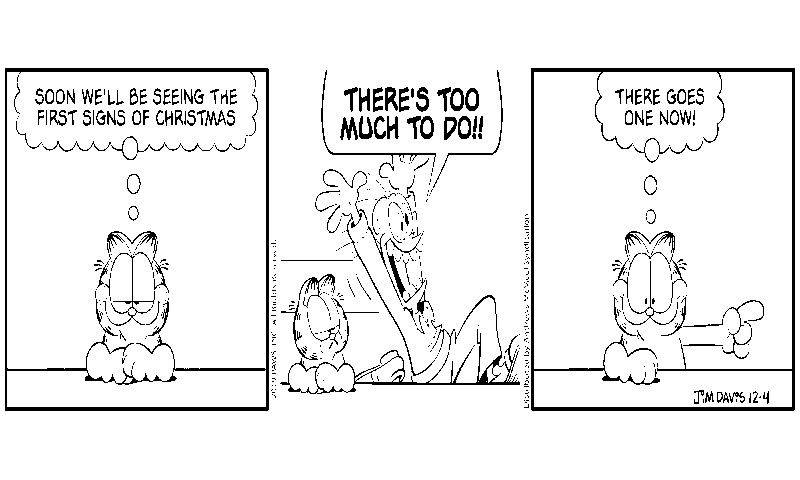 SOON WE'LL BE SEEING THE
FIRST SIGNS OF CHRISTMAS
THERE'S TOO
MUCH TO DO!!
THERE GOES
ONE NOW!
JIM DAVIS 12-4